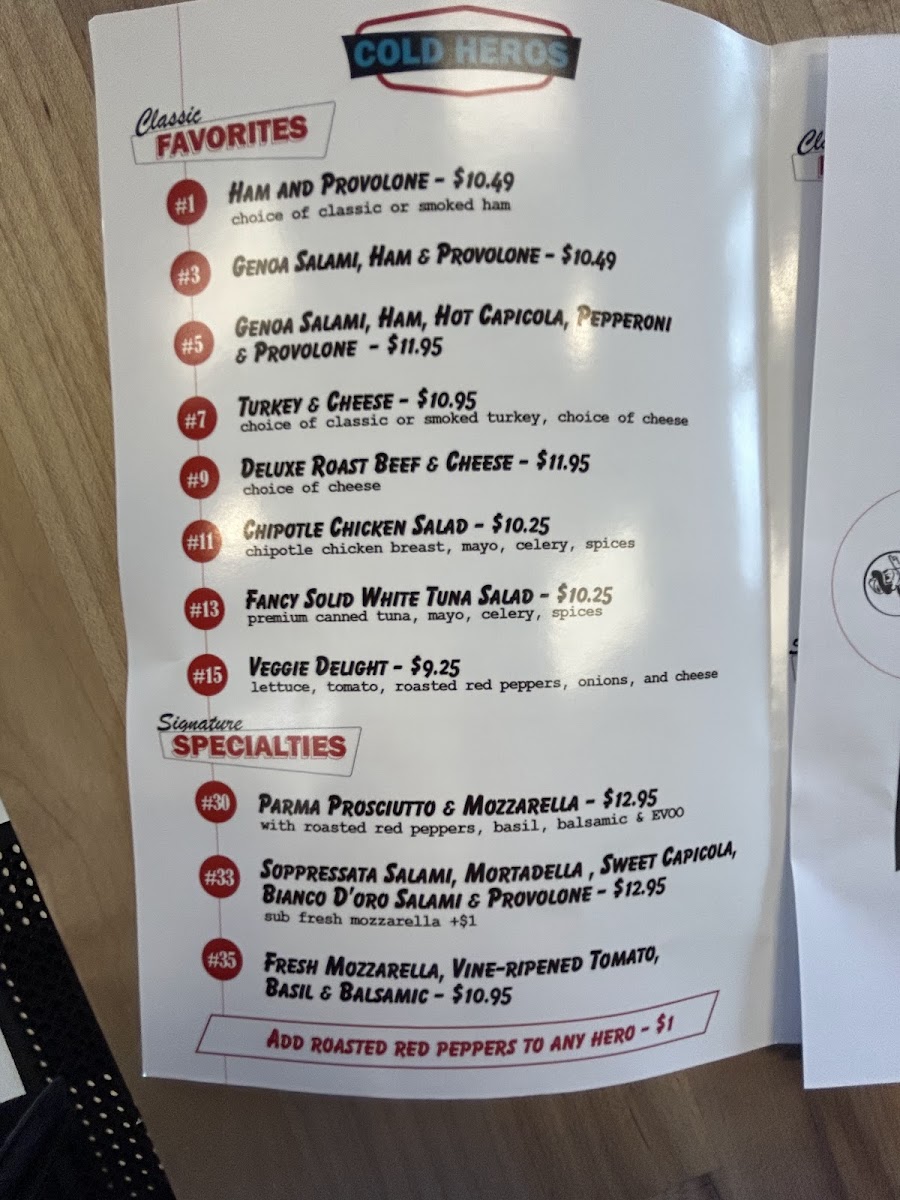 COLD HEROS
Classic
FAVORITES
#1
HAM AND PROVOLONE - $10.49
choice of classic or smoked ham
#3
GENOA SALAMI, HAM & PROVOLONE - $10.49
#5
GENOA SALAMI, HAM, HOT CAPICOLA, PEPPERONI
& PROVOLONE - $11.95
#7
TURKEY & CHEESE - $10.95
choice of classic or smoked turkey, choice of cheese
#9
DELUXE ROAST BEEF & CHEESE - $11.95
choice of cheese
#11
CHIPOTLE CHICKEN SALAD - $10.25
chipotle chicken breast, mayo, celery, spices
#13
FANCY SOLID WHITE TUNA SALAD - $10.25
premium canned tuna, mayo, celery, spices
#15
VEGGIE DELIGHT - $9.25
lettuce, tomato, roasted red peppers, onions, and cheese
Signature
SPECIALTIES
#30
PARMA PROSCIUTTO & MOZZARELLA - $12.95
with roasted red peppers, basil, balsamic & EVOO
#33
SOPPRESSATA SALAMI, MORTADELLA , SWEET CAPICOLA,
BIANCO D'ORO SALAMI & PROVOLONE - $12.95
sub fresh mozzarella +$1
#35
FRESH MOZZARELLA, VINE-RIPENED TOMATO,
BASIL & BALSAMIC - $10.95
ADD ROASTED RED PEPPERS TO ANY HERO - $1